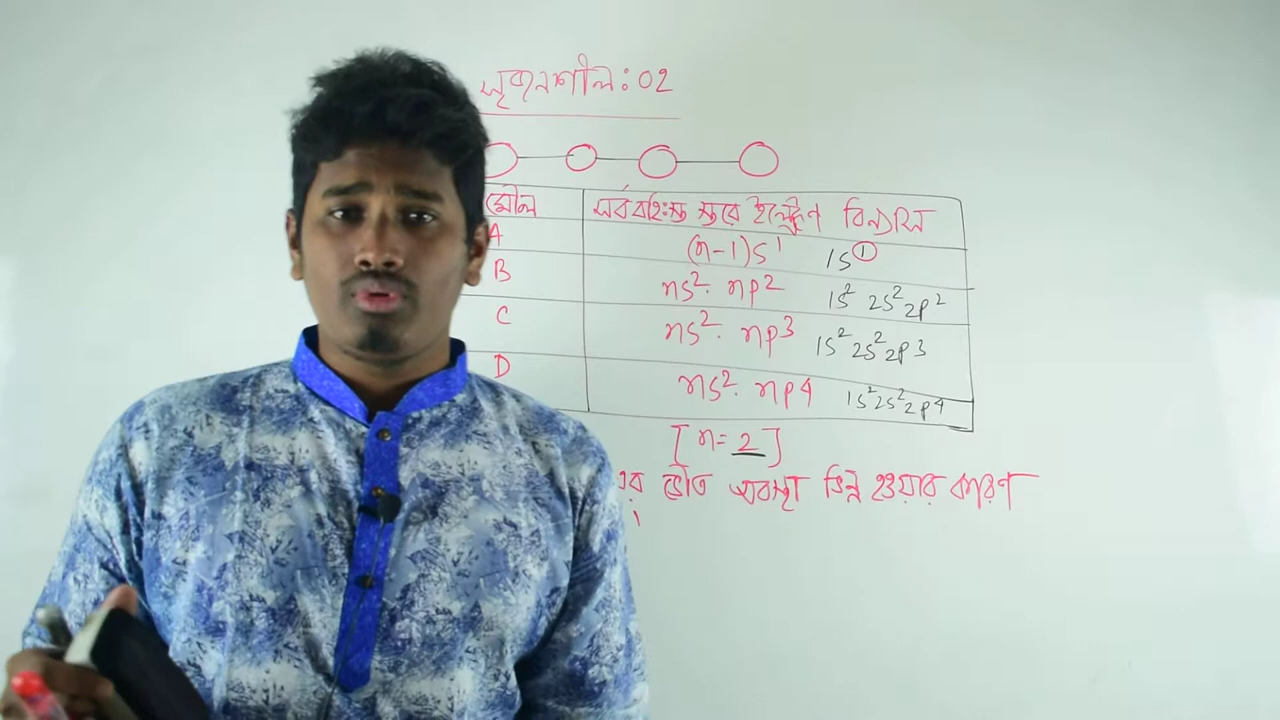 সৃজনশীল: 02
মৌল সর্ববহিঃস্থ স্তরে ইলেক্ট্রন বিন্যাস
A (n-1)s¹ 1s¹
B ns². np² 1s² 2s² 2p²
C ns². np³ 1s² 2s² 2p3
D ns². np4 1s² 2s² 2p4
[n= 2]
এর ভৌত অবস্থা ভিন্ন হওয়ার কারণ